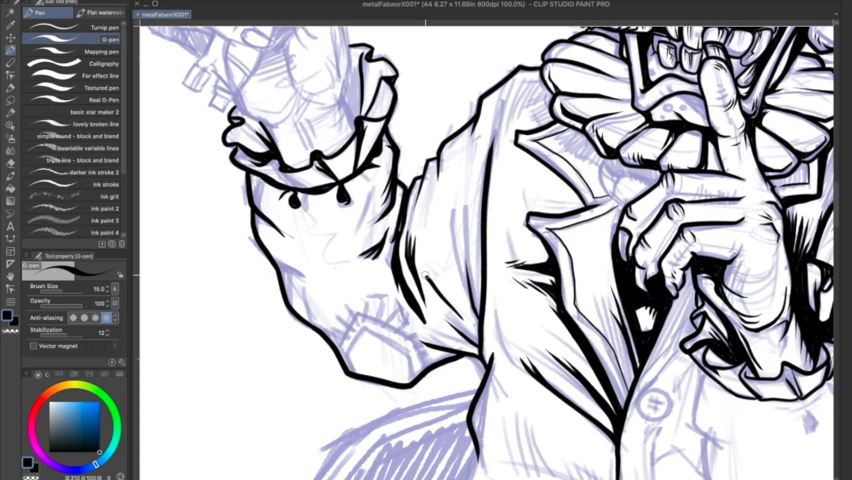 metalFabworX001* (A4 8.27 x 11.69in 600dpi 100.0%) - CLIP STUDIO PAINT PRO
metalFabworX001*
Pen
Flat watercolo
Turnip pen
G-pen
Mapping pen
Calligraphy
For effect line
Textured pen
Real G-Pen
basic star maker 2
lovely broken line
simple round - block and blend
invariable variable lines
triple line - block and blend
darker ink stroke 2
ink stroke
ink grit
ink paint 2
ink paint 3
ink paint 4
Tool property [G-pen]
G-pen
Brush Size 15.0
Opacity 100
Anti-aliasing
Stabilization 12
Vector magnet